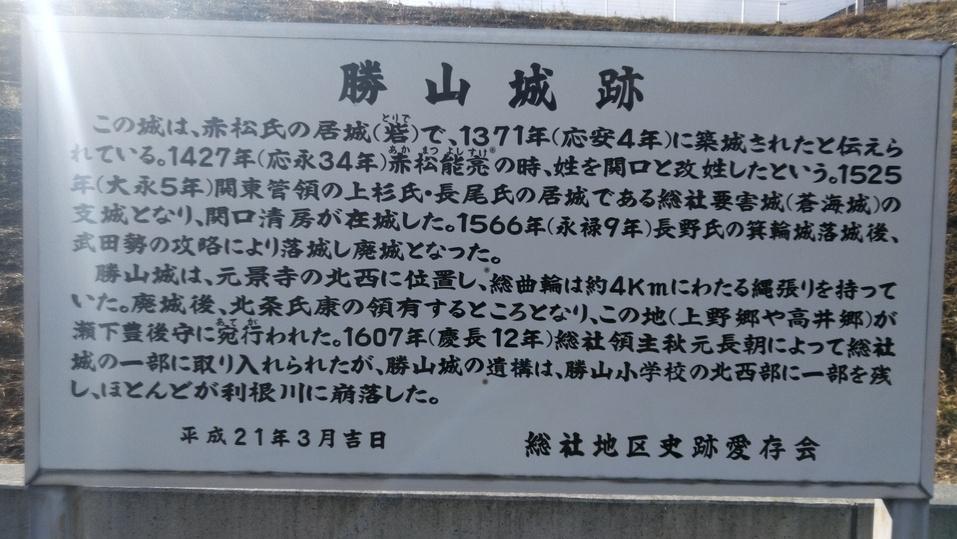 勝山城跡
この城は、赤松氏の居城(砦)で、1371年(応安4年)に築城されたと伝えら
れている。1427年(応永34年)赤松能亮の時、姓を関口と改姓したという。1525
年(大永5年)関東管領の上杉氏・長尾氏の居城である総社要害城(蒼海城)の
支城となり、関口清房が在城した。1566年(永禄9年)長野氏の箕輪城落城後、
武田勢の攻略により落城し廃城となった。
勝山城は、元景寺の北西に位置し、総曲輪は約4Kmにわたる縄張りを持って
いた。廃城後、北条氏康の領有するところとなり、この地(上野郷や高井郷)が
瀬下豊後守に宛行われた。1607年(慶長12年)総社領主秋元長朝によって総社
城の一部に取り入れられたが、勝山城の遺構は、勝山小学校の北西部に一部を残
し、ほとんどが利根川に崩落した。
平成21年3月吉日 総社地区史跡愛存会